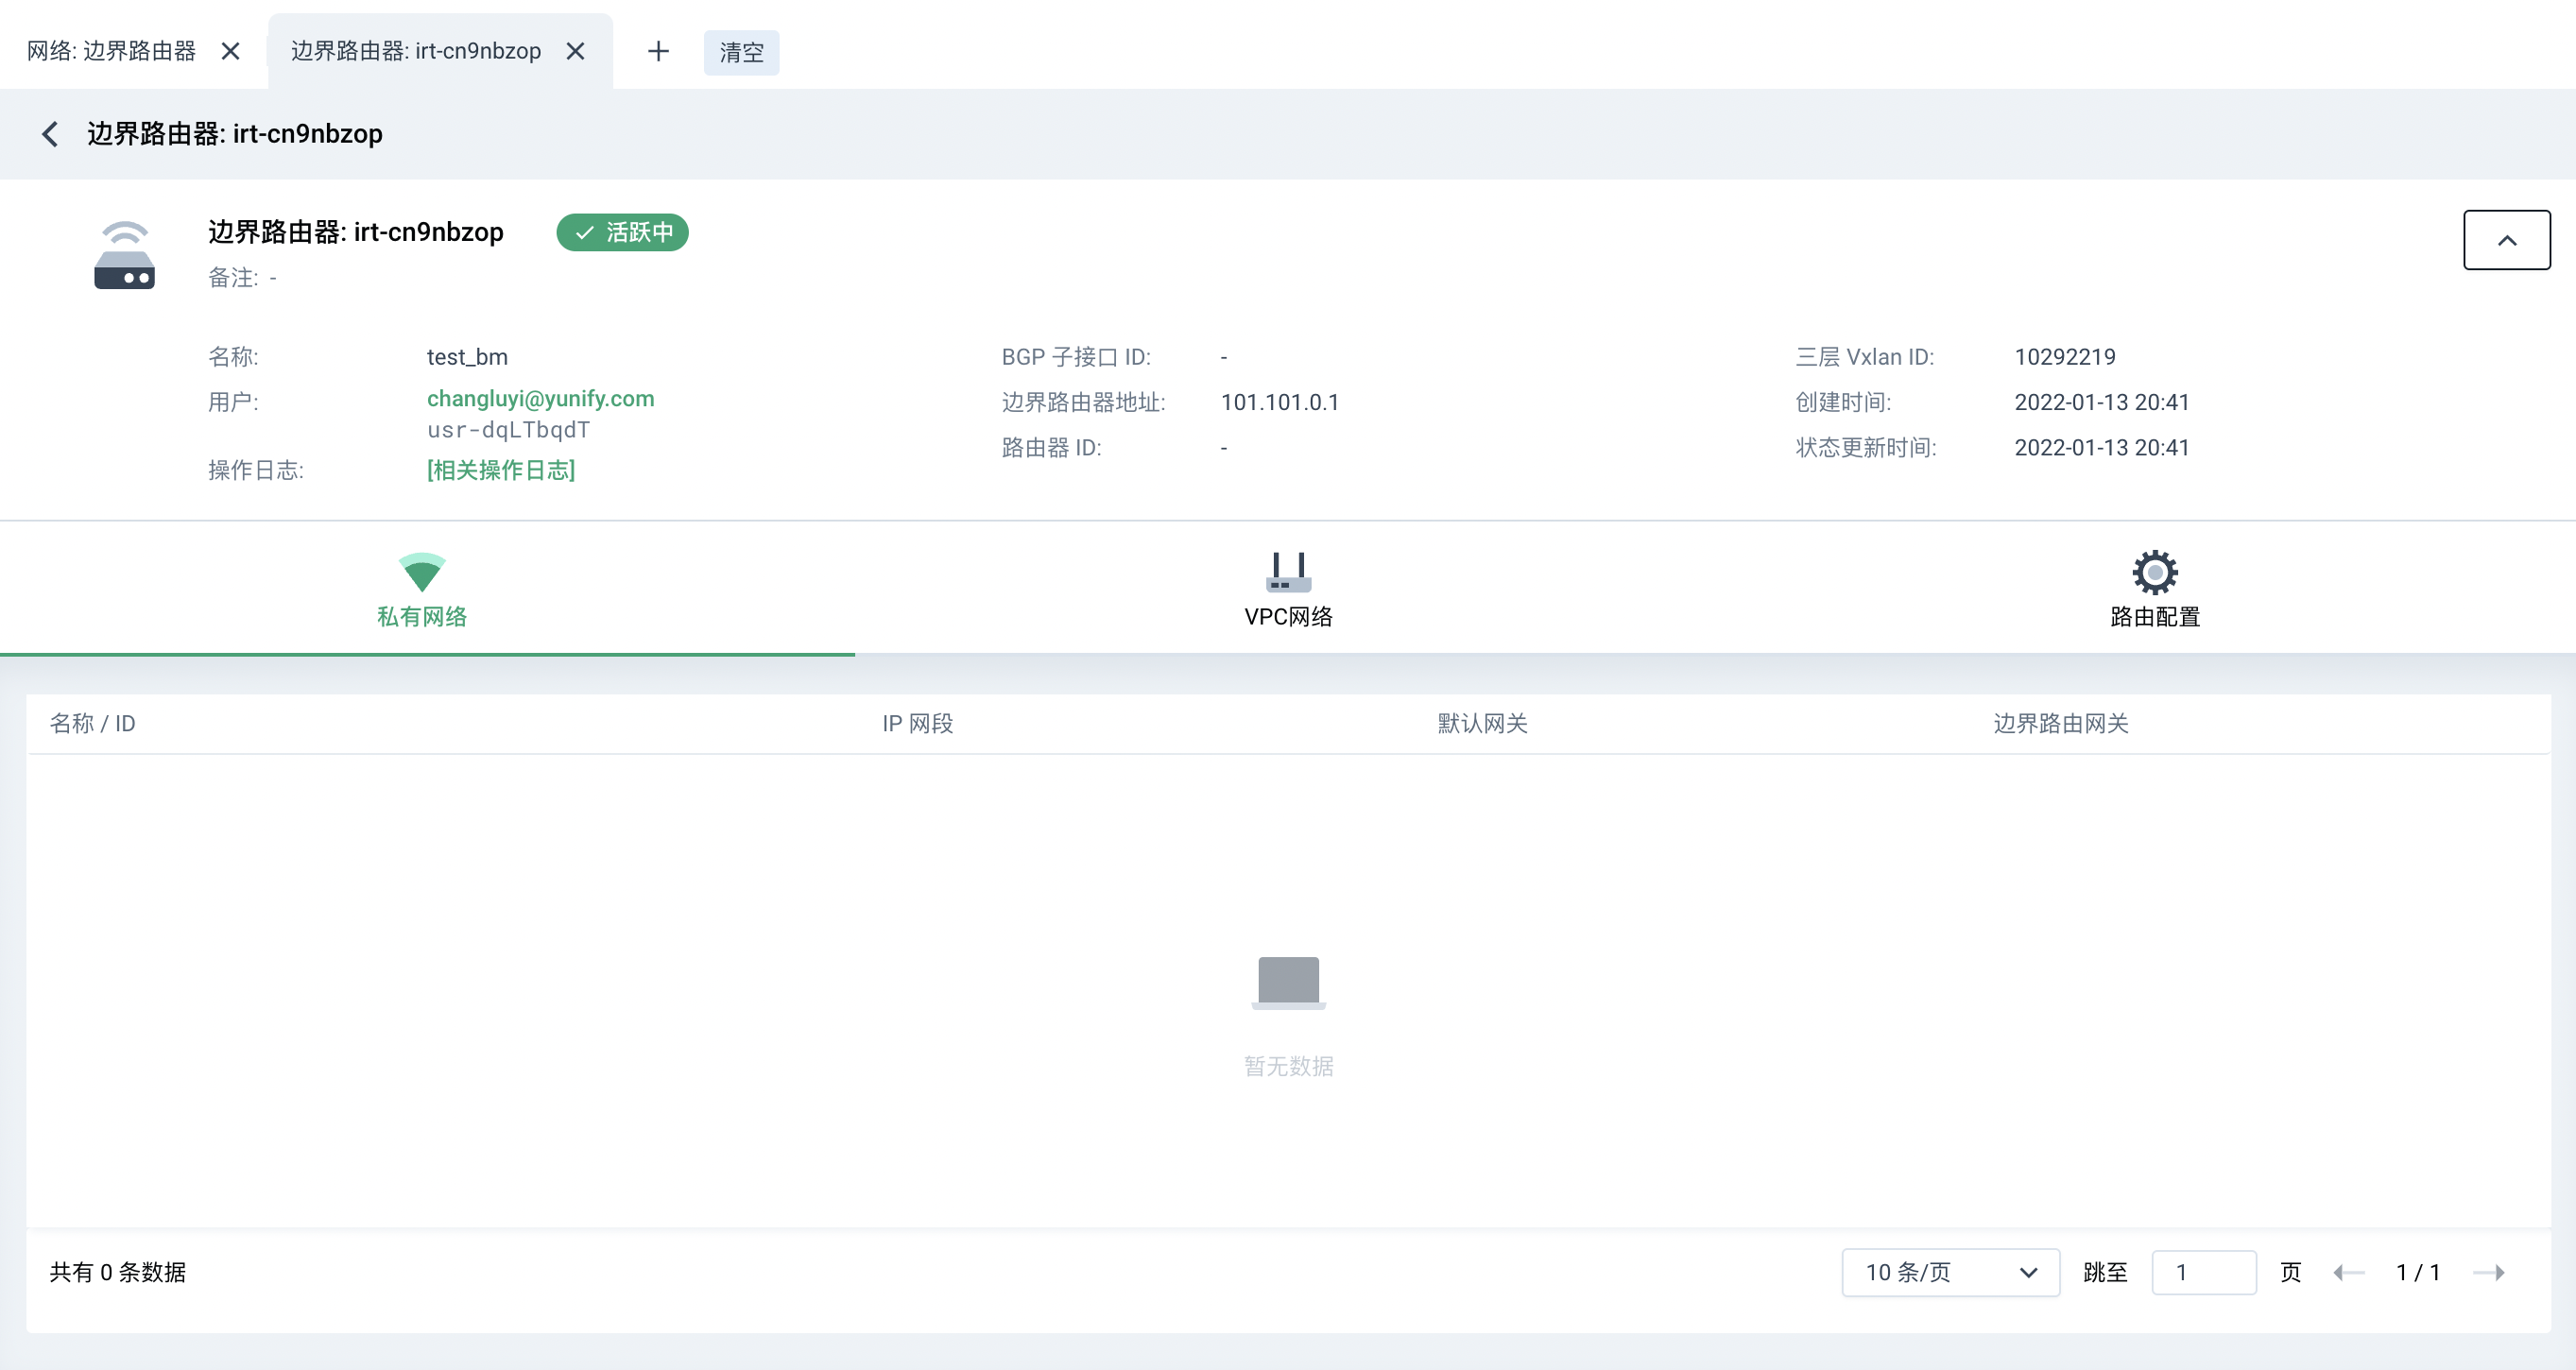 网络: 边界路由器
边界路由器: irt-cn9nbzop
清空
边界路由器: irt-cn9nbzop
边界路由器: irt-cn9nbzop
活跃中
备注: -
名称: test_bm
用户: changluyi@yunify.com
usr-dqLTbqdT
操作日志: [相关操作日志]
BGP 子接口 ID: -
边界路由器地址: 101.101.0.1
路由器 ID: -
三层 Vxlan ID: 10292219
创建时间: 2022-01-13 20:41
状态更新时间: 2022-01-13 20:41
私有网络
VPC网络
路由配置
名称 / ID IP 网段 默认网关 边界路由网关
暂无数据
共有 0 条数据
10 条/页 跳至 1 页 1 / 1